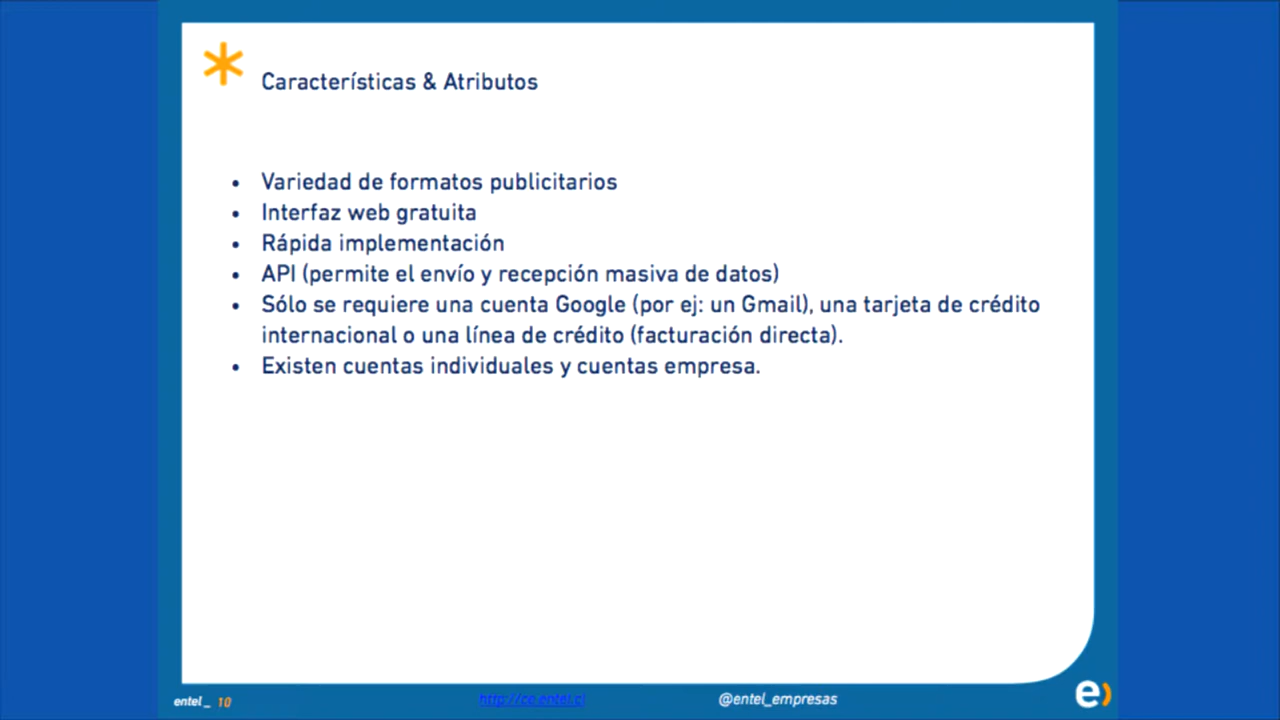 Características & Atributos
• Variedad de formatos publicitarios
• Interfaz web gratuita
• Rápida implementación
• API (permite el envío y recepción masiva de datos)
• Sólo se requiere una cuenta Google (por ej: un Gmail), una tarjeta de crédito
internacional o una línea de crédito (facturación directa).
• Existen cuentas individuales y cuentas empresa.
entel_ 10
http://ce.entel.cl
@entel_empresas
e)